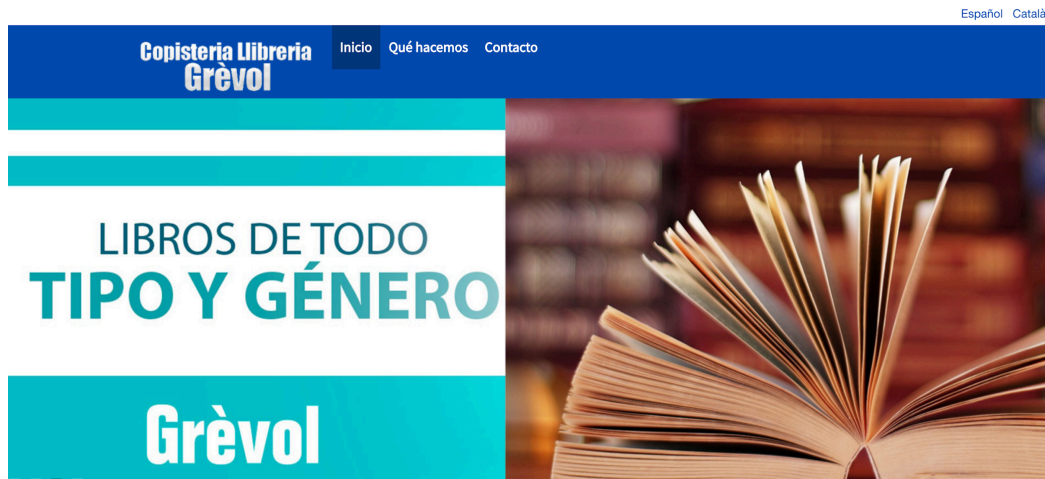 Español Català
Copisteria Llibreria
Grèvol
Inicio Qué hacemos Contacto
LIBROS DE TODO
TIPO Y GÉNERO
Grèvol